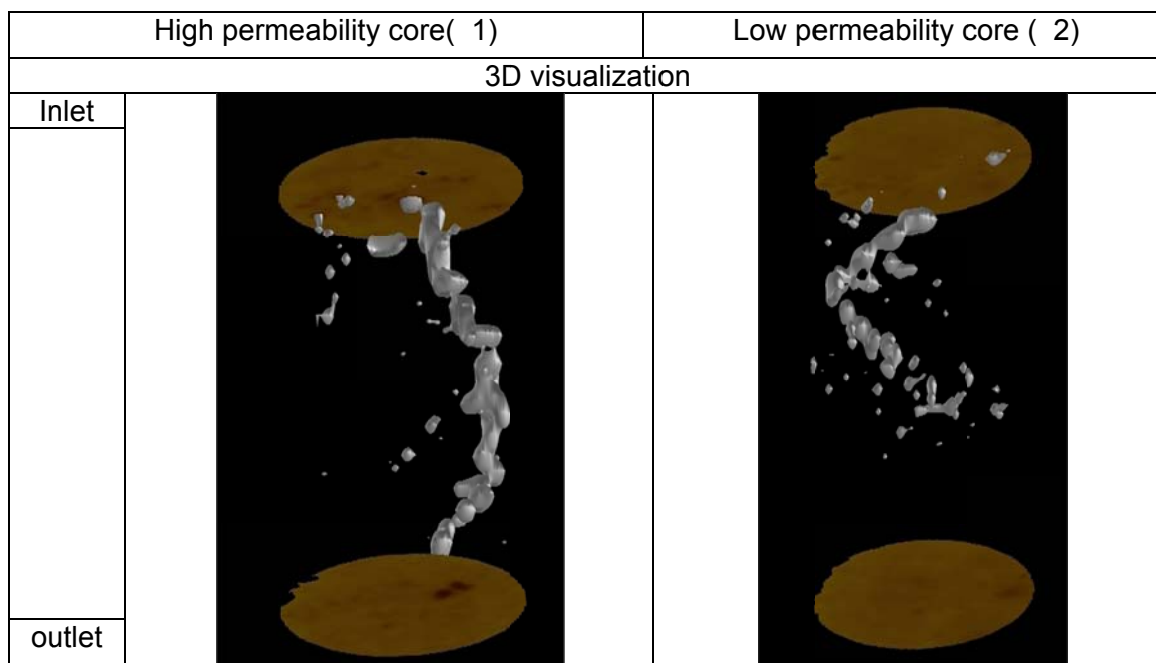 High permeability core( 1)
Low permeability core ( 2)
3D visualization
Inlet
outlet